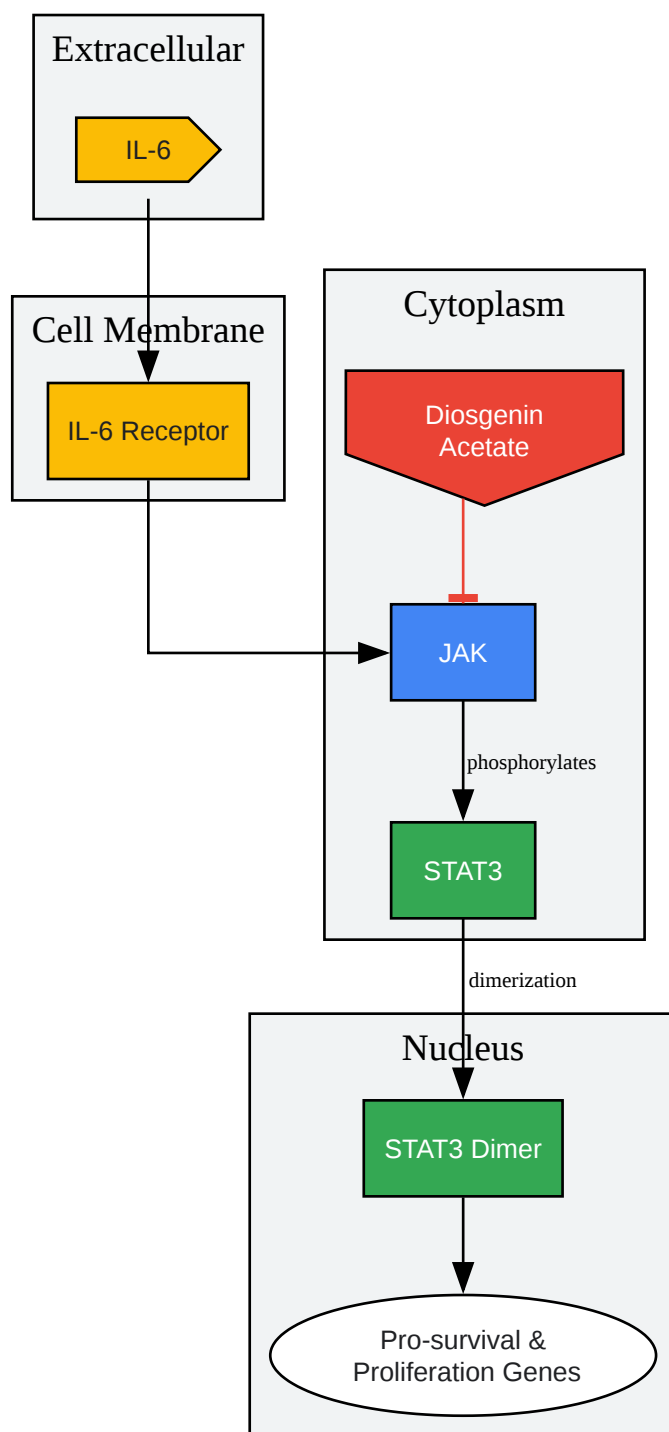 Extracellular
IL-6
Cell Membrane
IL-6 Receptor
Cytoplasm
Diosgenin
Acetate
JAK
phosphorylates
STAT3
dimerization
Nucleus
STAT3 Dimer
Pro-survival &
Proliferation Genes